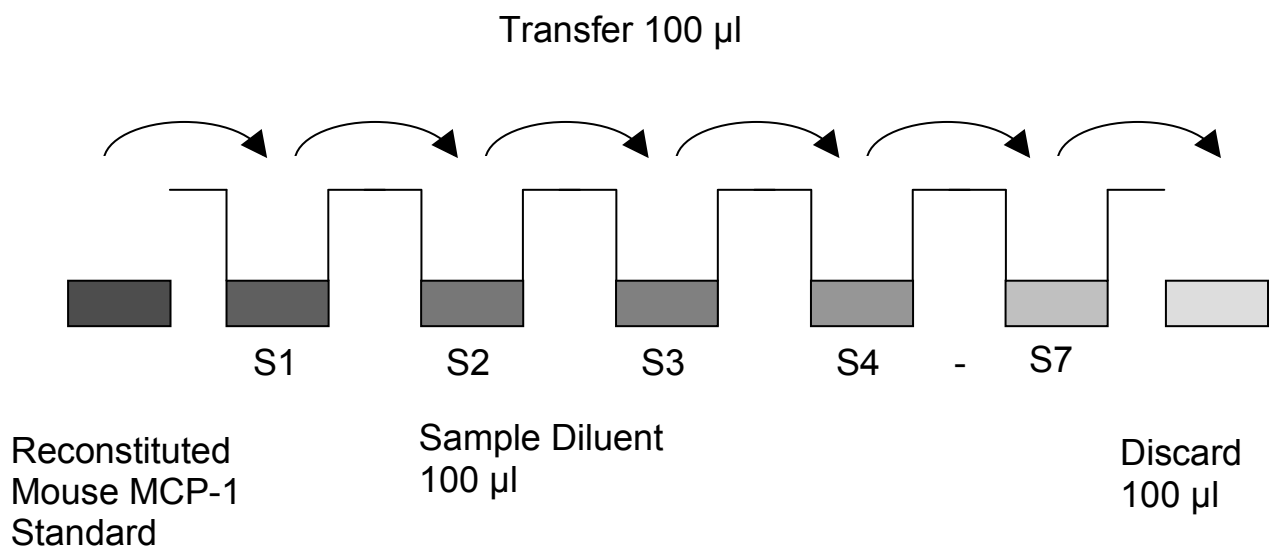 Transfer 100 µl
S1 S2 S3 S4 - S7
Reconstituted
Mouse MCP-1
Standard
Sample Diluent
100 µl
Discard
100 µl